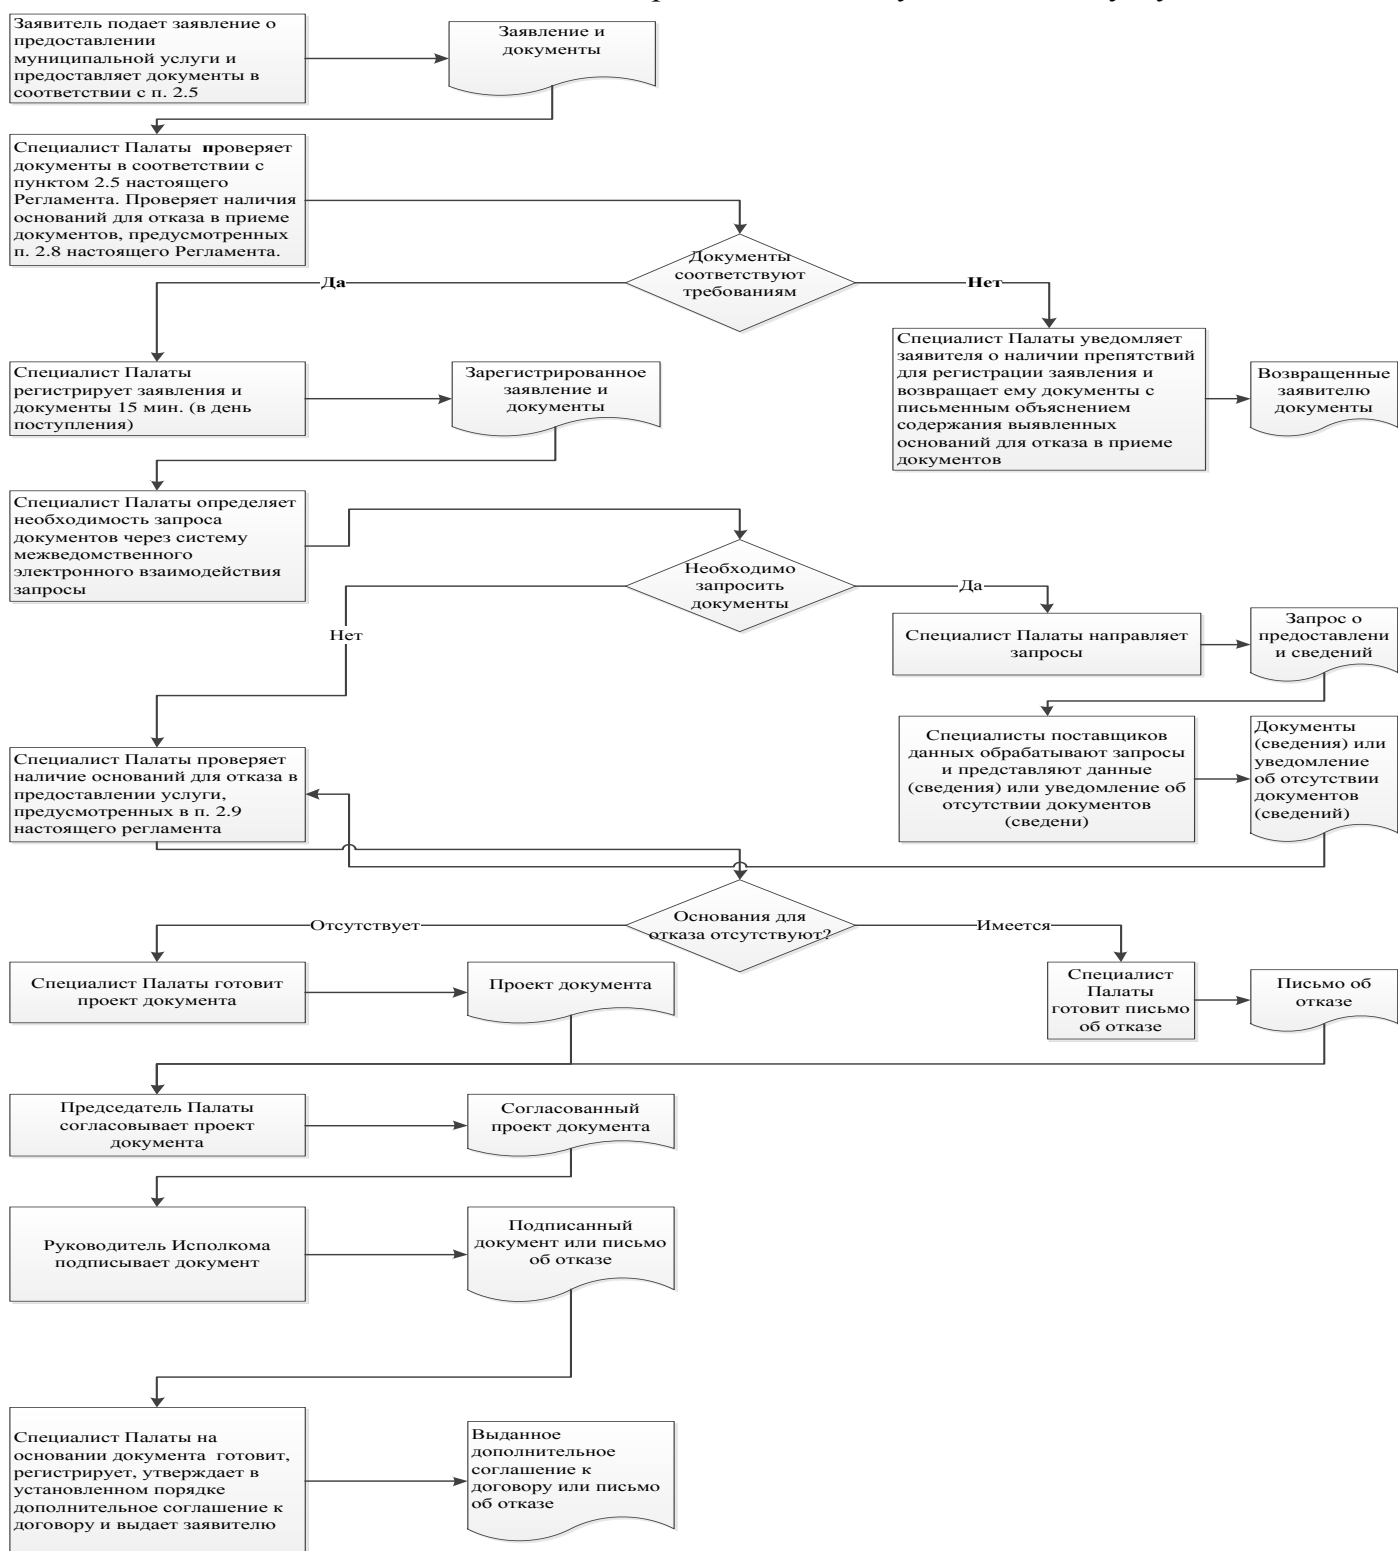 Заявитель подает заявление о
предоставлении
муниципальной услуги и
предоставляет документы в
соответствии с п. 2.5
Заявление и
документы
Специалист Палаты проверяет
документы в соответствии с
пунктом 2.5 настоящего
Регламента. Проверяет наличия
оснований для отказа в приеме
документов, предусмотренных
п. 2.8 настоящего Регламента.
Документы
соответствуют
требованиям
Да
Нет
Специалист Палаты
регистрирует заявления и
документы 15 мин. (в день
поступления)
Зарегистрированное
заявление и
документы
Специалист Палаты уведомляет
заявителя о наличии препятствий
для регистрации заявления и
возвращает ему документы с
письменным объяснением
содержания выявленных
оснований для отказа в приеме
документов
Возвращенные
заявителю
документы
Специалист Палаты определяет
необходимость запроса
документов через систему
межведомственного
электронного взаимодействия
запросы
Необходимо
запросить
документы
Да
Нет
Специалист Палаты направляет
запросы
Запрос о
предоставлени
и сведений
Специалисты поставщиков
данных обрабатывают запросы
и представляют данные
(сведения) или уведомление об
отсутствии документов
(сведени)
Документы
(сведения) или
уведомление
об отсутствии
документов
(сведений)
Специалист Палаты проверяет
наличие оснований для отказа в
предоставлении услуги,
предусмотренных в п. 2.9
настоящего регламента
Основания для
отказа отсутствуют?
Отсутствует
Имеется
Специалист Палаты готовит
проект документа
Проект документа
Специалист
Палаты
готовит письмо
об отказе
Письмо об
отказе
Председатель Палаты
согласовывает проект
документа
Согласованный
проект документа
Руководитель Исполкома
подписывает документ
Подписанный
документ или письмо
об отказе
Специалист Палаты на
основании документа готовит,
регистрирует, утверждает в
установленном порядке
дополнительное соглашение к
договору и выдает заявителю
Выданное
дополнительное
соглашение к
договору или письмо
об отказе